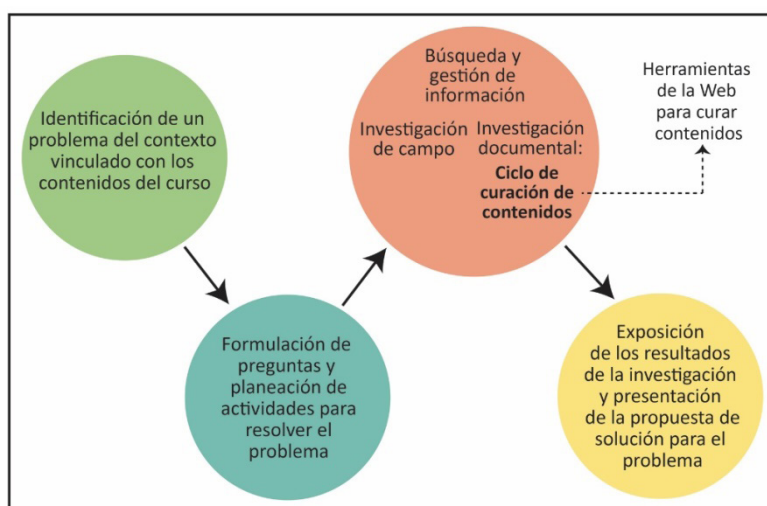 Identificación de un
problema del contexto
vinculado con los
contenidos del curso
Formulación de
preguntas y
planeación de
actividades para
resolver el
problema
Búsqueda y
gestión de
información
Investigación
de campo
Investigación
documental:
Ciclo de
curación de
contenidos
Herramientas
de la Web
para curar
contenidos
Exposición
de los resultados
de la investigación
y presentación
de la propuesta de
solución para el
problema